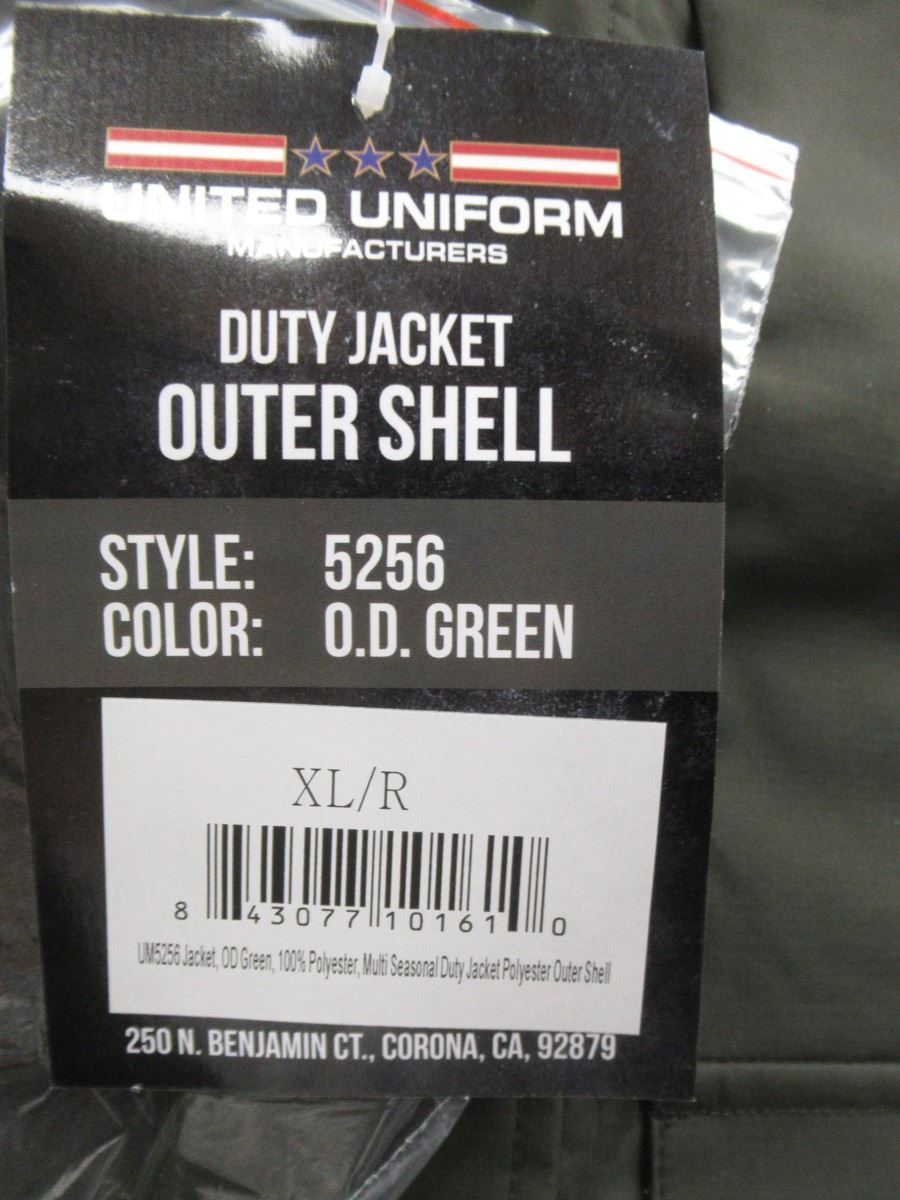 UNITED UNIFORM
MANUFACTURERS
DUTY JACKET
OUTER SHELL
STYLE: 5256
COLOR: O.D. GREEN
XL/R
8 43077 10161 0
UM5256 Jacket, OD Green, 100% Polyester, Multi Seasonal Duty Jacket Polyester Outer Shell
250 N. BENJAMIN CT., CORONA, CA, 92879